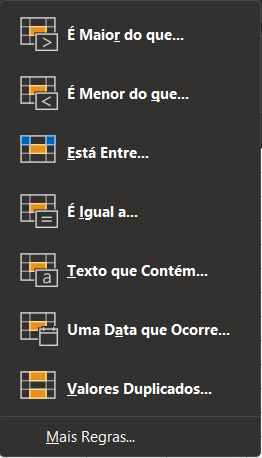 É Maior do que...
É Menor do que...
Está Entre...
É Igual a...
Texto que Contém...
Uma Data que Ocorre...
Valores Duplicados...
Mais Regras...